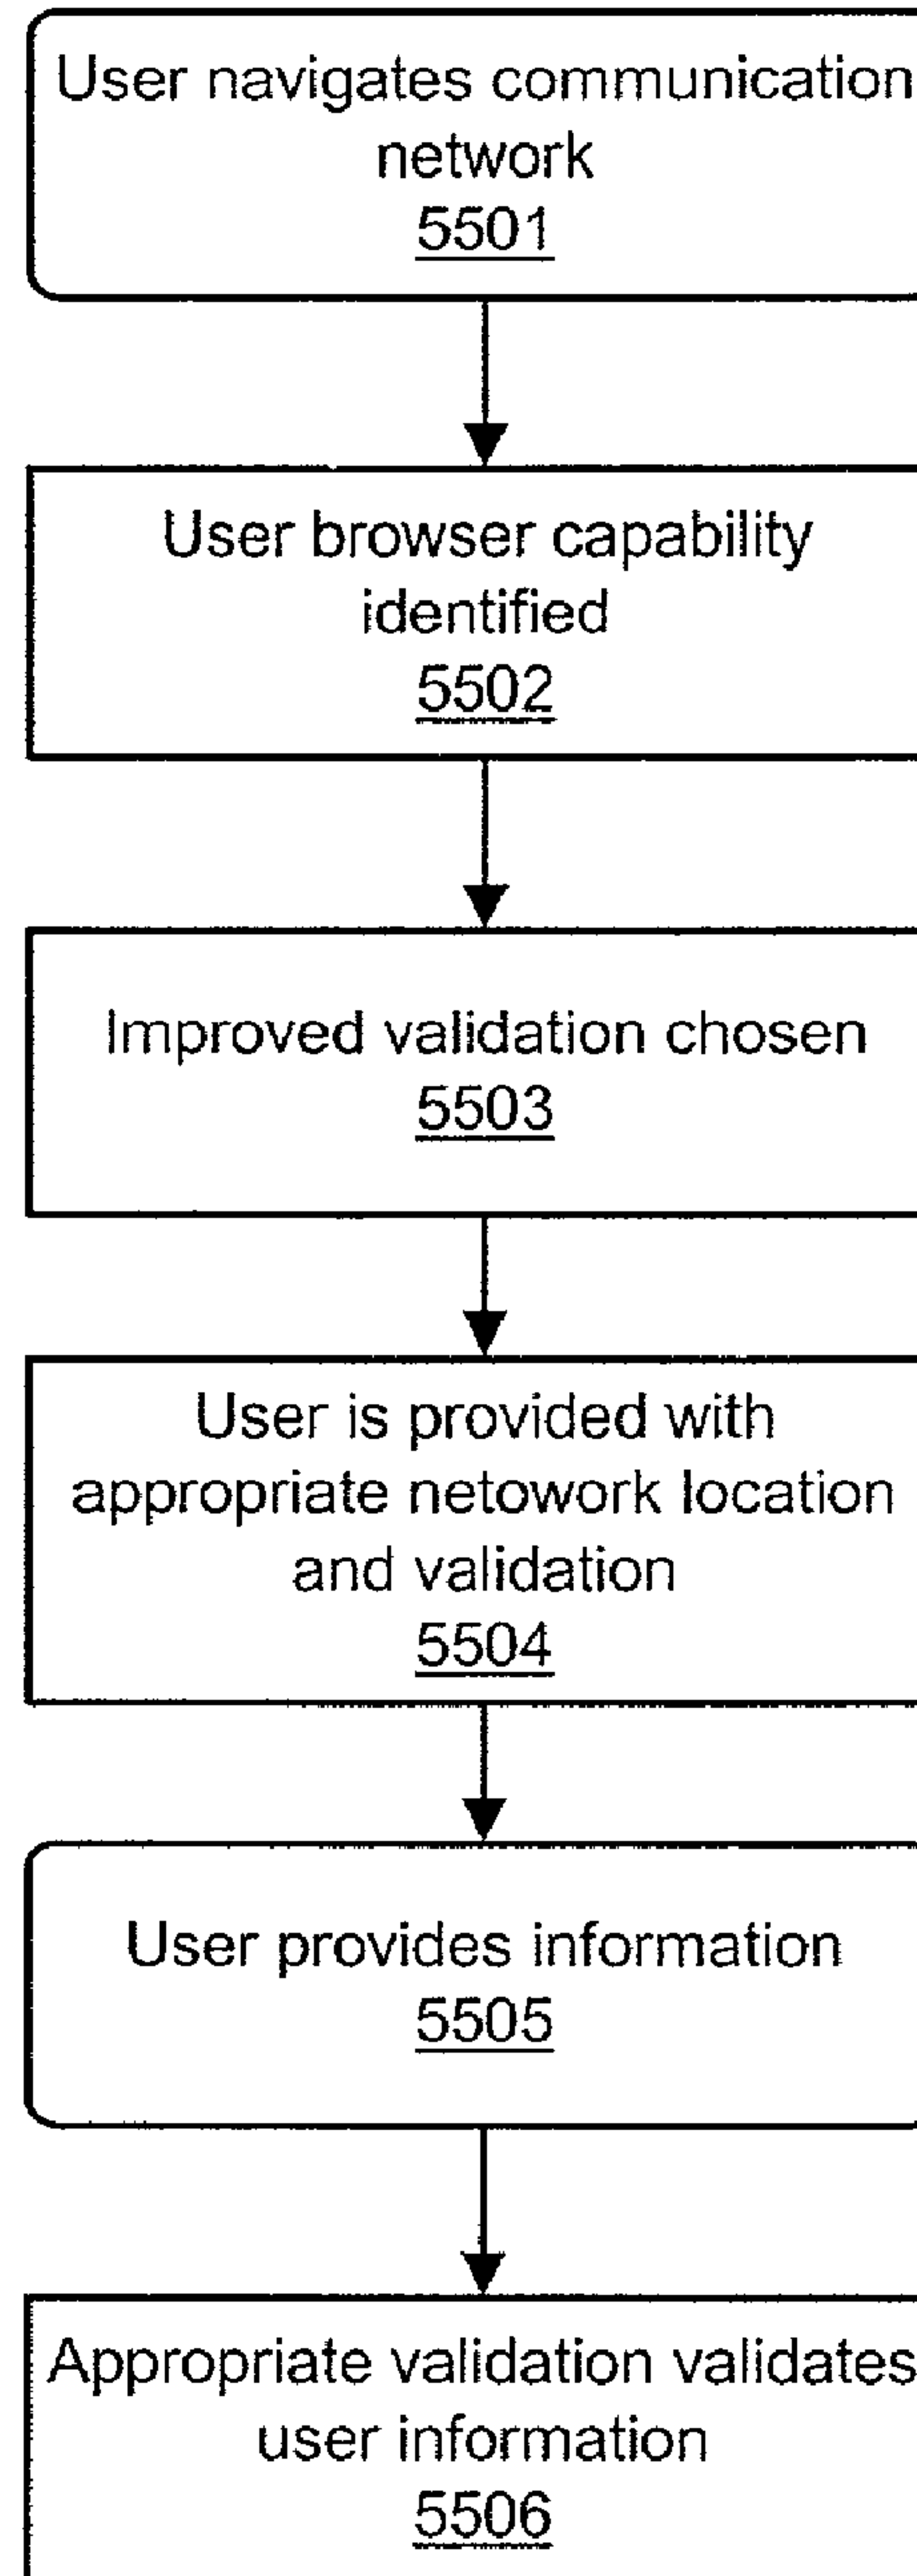 User navigates communication
network
5501
User browser capability
identified
5502
Improved validation chosen
5503
User is provided with
appropriate netowork location
and validation
5504
User provides information
5505
Appropriate validation validates
user information
5506